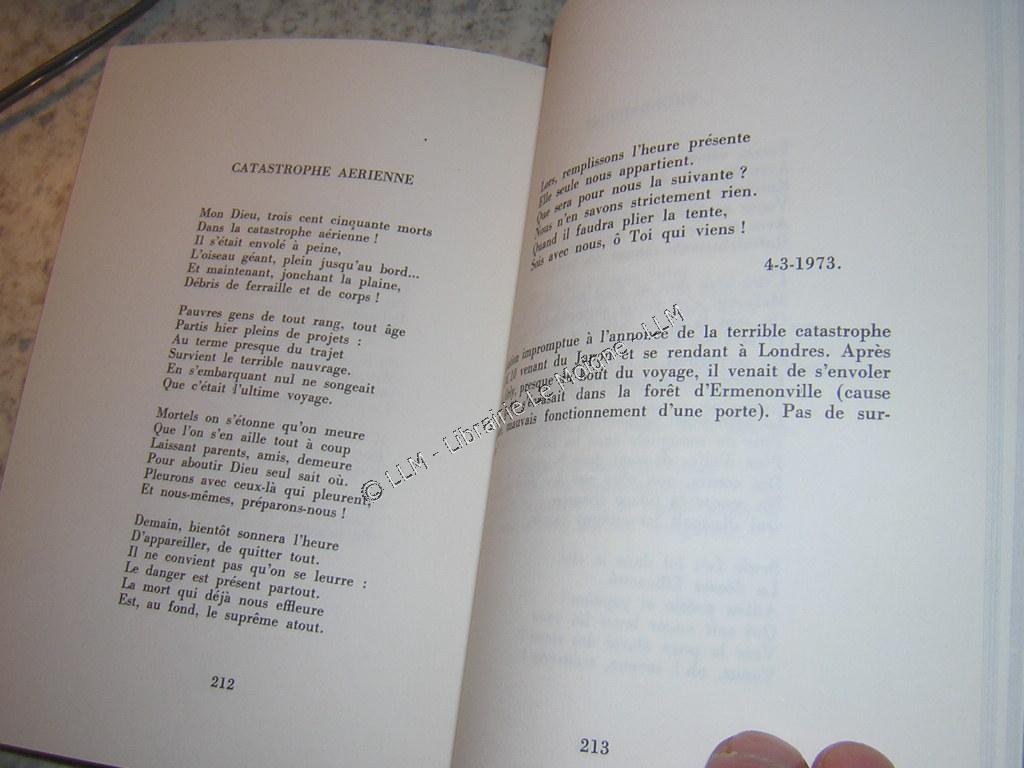 CATASTROPHE AERIENNE
Mon Dieu, trois cent cinquante morts
Dans la catastrophe aérienne !
Il s'était envolé à peine,
L'oiseau géant, plein jusqu'au bord...
Et maintenant, jonchant la plaine,
Débris de ferraille et de corps !
Pauvres gens de tout rang, tout âge
Partis hier pleins de projets :
Au terme presque du trajet
Survient le terrible nauvrage.
En s'embarquant nul ne songeait
Que c'était l'ultime voyage.
Mortels on s'étonne qu'on meure
Que l'on s'en aille tout à coup
Laissant parents, amis, demeure
Pour aboutir Dieu seul sait où.
Pleurons avec ceux-là qui pleurent,
Et nous-mêmes, préparons-nous !
Demain, bientôt sonnera l'heure
D'appareiller, de quitter tout.
Il ne convient pas qu'on se leurre :
Le danger est présent partout.
La mort qui déjà nous effleure
Est, au fond, le suprême atout.
212
Lors, remplissons l'heure présente
Elle seule nous appartient.
Que sera pour nous la suivante ?
Nous n'en savons strictement rien.
Quand il faudra plier la tente,
Sois avec nous, ô Toi qui viens !
4-3-1973.
impromptue à l'annonce de la terrible catastrophe
venant du Japon et se rendant à Londres. Après
presque au bout du voyage, il venait de s'envoler
dans la forêt d'Ermenonville (cause
mauvais fonctionnement d'une porte). Pas de sur-
213
© LLM - Librairie Le Moigne - LLM